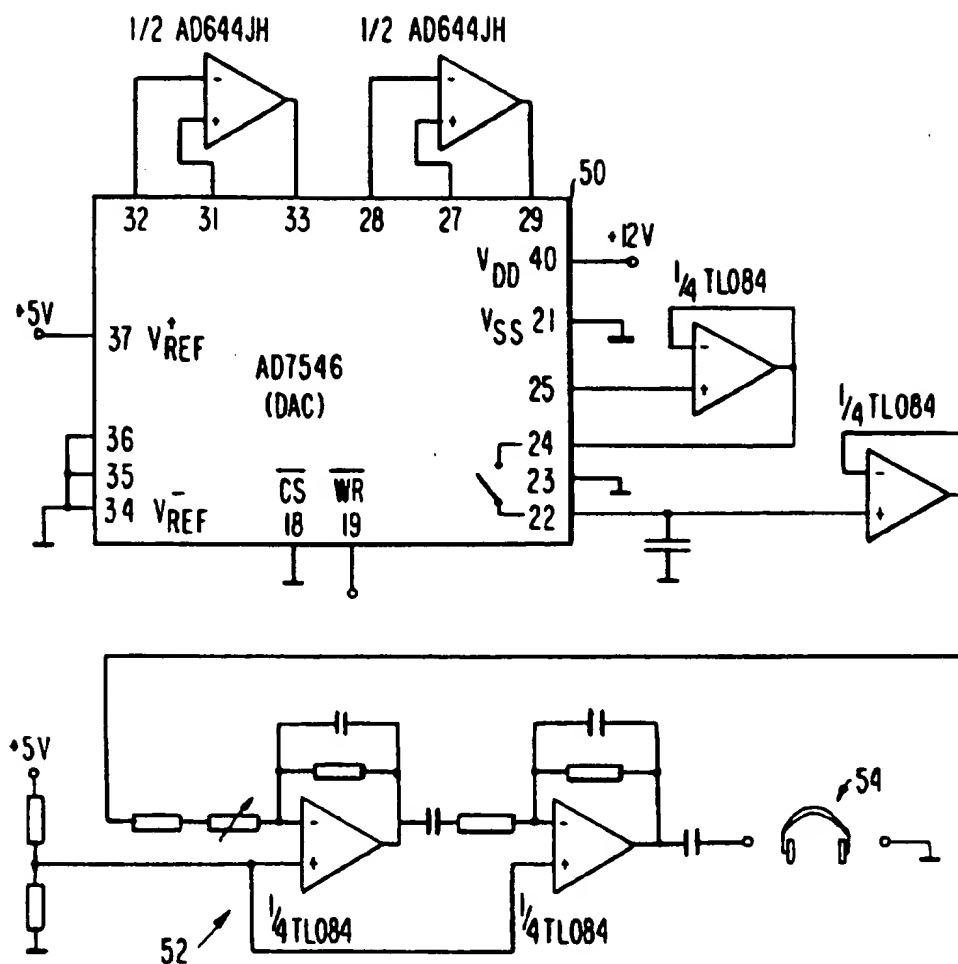 1/2 AD644JH
1/2 AD644JH
-
+
-
+
50
32
31
33
28
27
29
+12V
VDD 40
1/4 TL084
+5V
37 V+REF
VSS 21
-
+
AD7546
(DAC)
25
1/4 TL084
36
24
-
35
CS
WR
23
34 V-REF
18
19
22
+
+5V
54
-
+
-
+
52
1/4 TL084
1/4 TL084